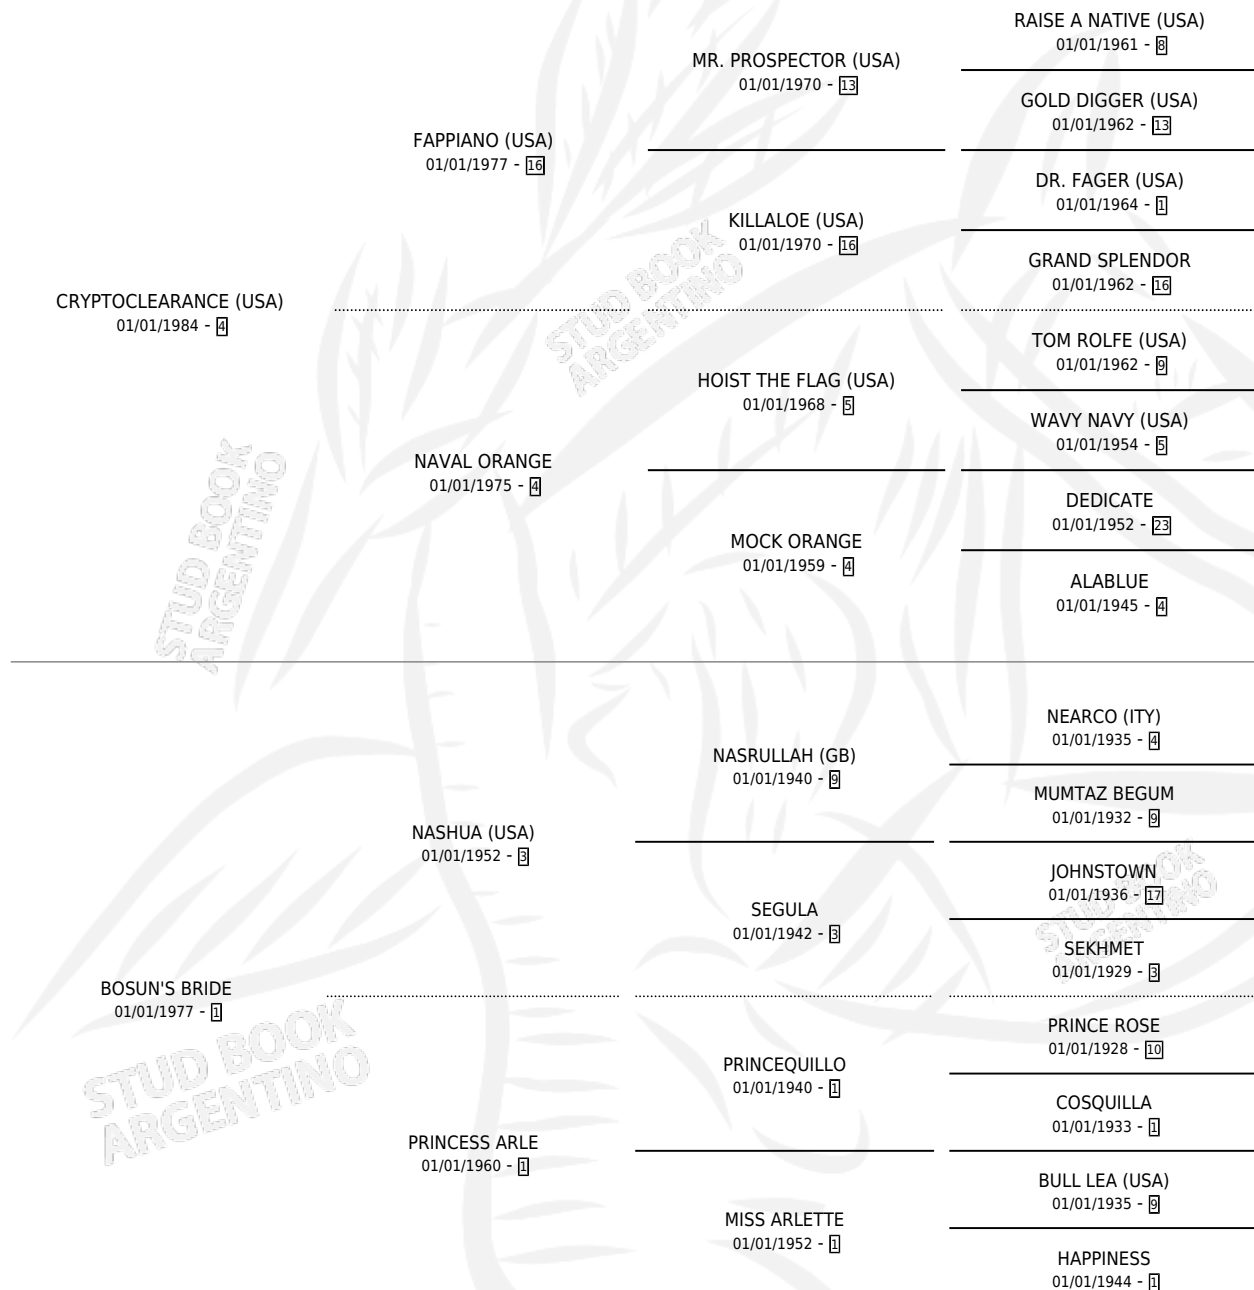 RAISE A NATIVE (USA)
01/01/1961 - 8
MR. PROSPECTOR (USA)
01/01/1970 - 13
GOLD DIGGER (USA)
01/01/1962 - 13
FAPPIANO (USA)
01/01/1977 - 16
DR. FAGER (USA)
01/01/1964 - 1
KILLALOE (USA)
01/01/1970 - 16
GRAND SPLENDOR
01/01/1962 - 16
CRYPTOCLEARANCE (USA)
01/01/1984 - 4
TOM ROLFE (USA)
01/01/1962 - 9
HOIST THE FLAG (USA)
01/01/1968 - 5
WAVY NAVY (USA)
01/01/1954 - 5
NAVAL ORANGE
01/01/1975 - 4
DEDICATE
01/01/1952 - 23
MOCK ORANGE
01/01/1959 - 4
ALABLUE
01/01/1945 - 4
NEARCO (ITY)
01/01/1935 - 4
NASRULLAH (GB)
01/01/1940 - 9
MUMTAZ BEGUM
01/01/1932 - 9
NASHUA (USA)
01/01/1952 - 3
JOHNSTOWN
01/01/1936 - 17
SEGULA
01/01/1942 - 3
SEKHMET
01/01/1929 - 3
BOSUN'S BRIDE
01/01/1977 - 1
PRINCE ROSE
01/01/1928 - 10
PRINCEQUILLO
01/01/1940 - 1
COSQUILLA
01/01/1933 - 1
PRINCESS ARLE
01/01/1960 - 1
BULL LEA (USA)
01/01/1935 - 9
MISS ARLETTE
01/01/1952 - 1
HAPPINESS
01/01/1944 - 1
STUD BOOK
ARGENTINO
STUD BOOK
ARGENTINO
STUD BOOK
ARGENTINO
STUD BOOK
ARGENTINO